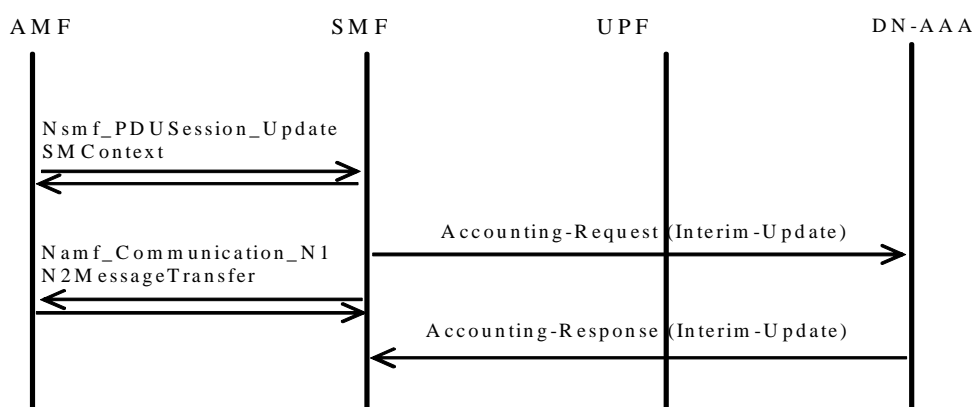 AMF SMF UPF DN-AAA
Nsmf_PDUSession_Update
SMContext
Accounting-Request (Interim-Update)
Namf_Communication_N1
N2MessageTransfer
Accounting-Response (Interim-Update)